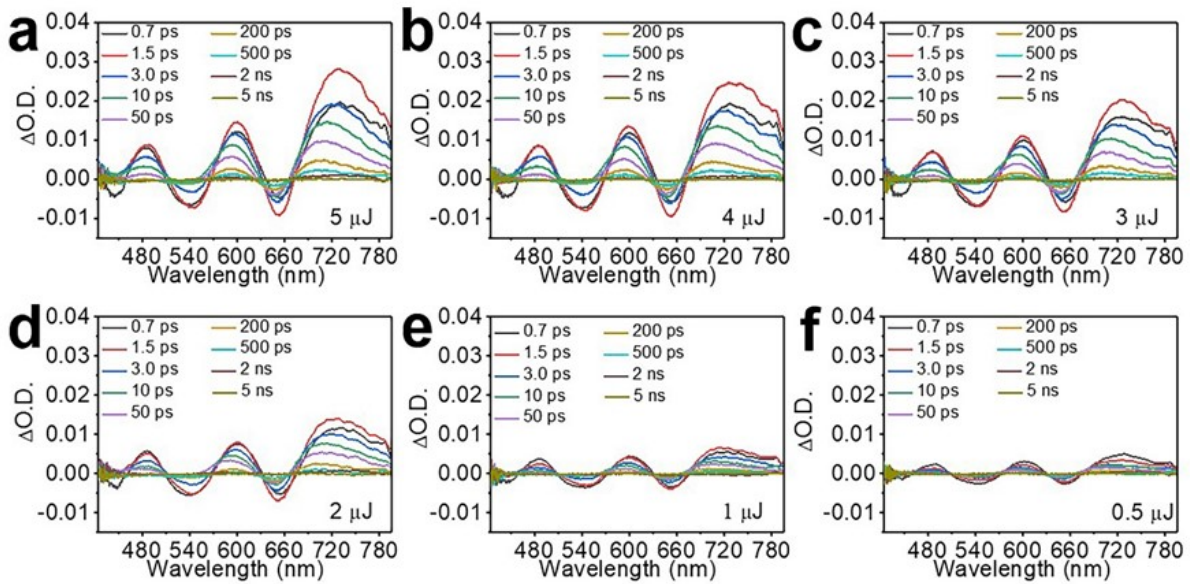 a
0.04
0.03
0.02
0.01
0.00
-0.01
ΔO.D.
0.7 ps 200 ps
1.5 ps 500 ps
3.0 ps 2 ns
10 ps 5 ns
50 ps
5 μJ
480 540 600 660 720 780
Wavelength (nm)
b
0.04
0.03
0.02
0.01
0.00
-0.01
ΔO.D.
0.7 ps 200 ps
1.5 ps 500 ps
3.0 ps 2 ns
10 ps 5 ns
50 ps
4 μJ
480 540 600 660 720 780
Wavelength (nm)
c
0.04
0.03
0.02
0.01
0.00
-0.01
ΔO.D.
0.7 ps 200 ps
1.5 ps 500 ps
3.0 ps 2 ns
10 ps 5 ns
50 ps
3 μJ
480 540 600 660 720 780
Wavelength (nm)
d
0.04
0.03
0.02
0.01
0.00
-0.01
ΔO.D.
0.7 ps 200 ps
1.5 ps 500 ps
3.0 ps 2 ns
10 ps 5 ns
50 ps
2 μJ
480 540 600 660 720 780
Wavelength (nm)
e
0.04
0.03
0.02
0.01
0.00
-0.01
ΔO.D.
0.7 ps 200 ps
1.5 ps 500 ps
3.0 ps 2 ns
10 ps 5 ns
50 ps
1 μJ
480 540 600 660 720 780
Wavelength (nm)
f
0.04
0.03
0.02
0.01
0.00
-0.01
ΔO.D.
0.7 ps 200 ps
1.5 ps 500 ps
3.0 ps 2 ns
10 ps 5 ns
50 ps
0.5 μJ
480 540 600 660 720 780
Wavelength (nm)